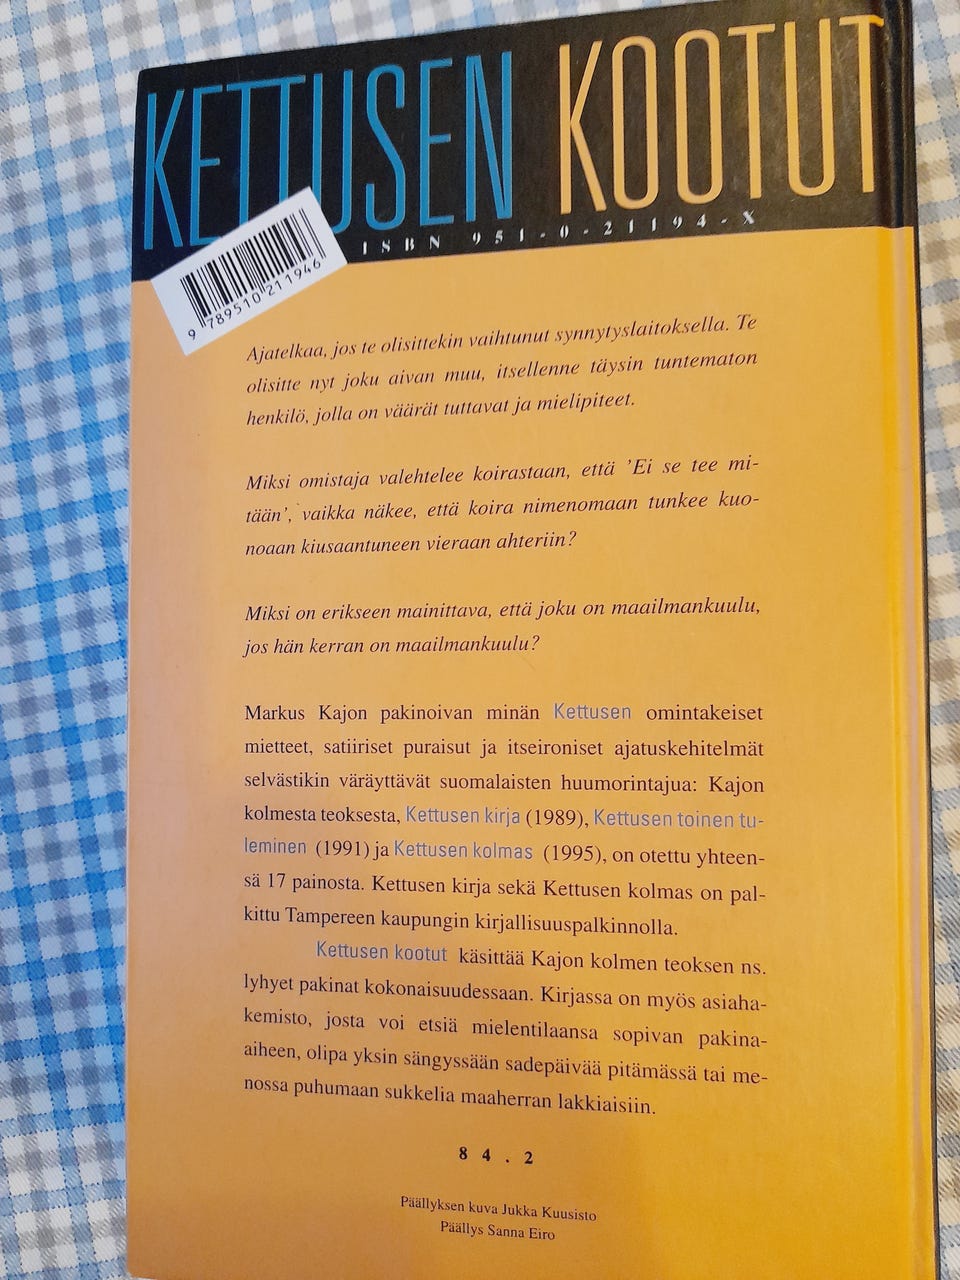 KETTUSEN KOOTUT
ISBN 951-0-21194-X
9 789510 211946
Ajatelkaa, jos te olisittekin vaihtunut synnytyslaitoksella. Te
olisitte nyt joku aivan muu, itsellenne täysin tuntematon
henkilö, jolla on väärät tuttavat ja mielipiteet.
Miksi omistaja valehtelee koirastaan, että 'Ei se tee mi-
tään', vaikka näkee, että koira nimenomaan tunkee kuo-
noaan kiusaantuneen vieraan ahteriin?
Miksi on erikseen mainittava, että joku on maailmankuulu,
jos hän kerran on maailmankuulu?
Markus Kajon pakinoivan minän Kettusen omintakeiset
mietteet, satiiriset puraisut ja itseironiset ajatuskehitelmät
selvästikin väräyttävät suomalaisten huumorintajua: Kajon
kolmesta teoksesta, Kettusen kirja (1989), Kettusen toinen tu-
leminen (1991) ja Kettusen kolmas (1995), on otettu yhteen-
sä 17 painosta. Kettusen kirja sekä Kettusen kolmas on pal-
kittu Tampereen kaupungin kirjallisuuspalkinnolla.
Kettusen kootut käsittää Kajon kolmen teoksen ns.
lyhyet pakinat kokonaisuudessaan. Kirjassa on myös asiaha-
kemisto, josta voi etsiä mielentilaansa sopivan pakina-
aiheen, olipa yksin sängyssään sadepäivää pitämässä tai me-
nossa puhumaan sukkelia maaherran lakkiaisiin.
84.2
Päällyksen kuva Jukka Kuusisto
Päällys Sanna Eiro